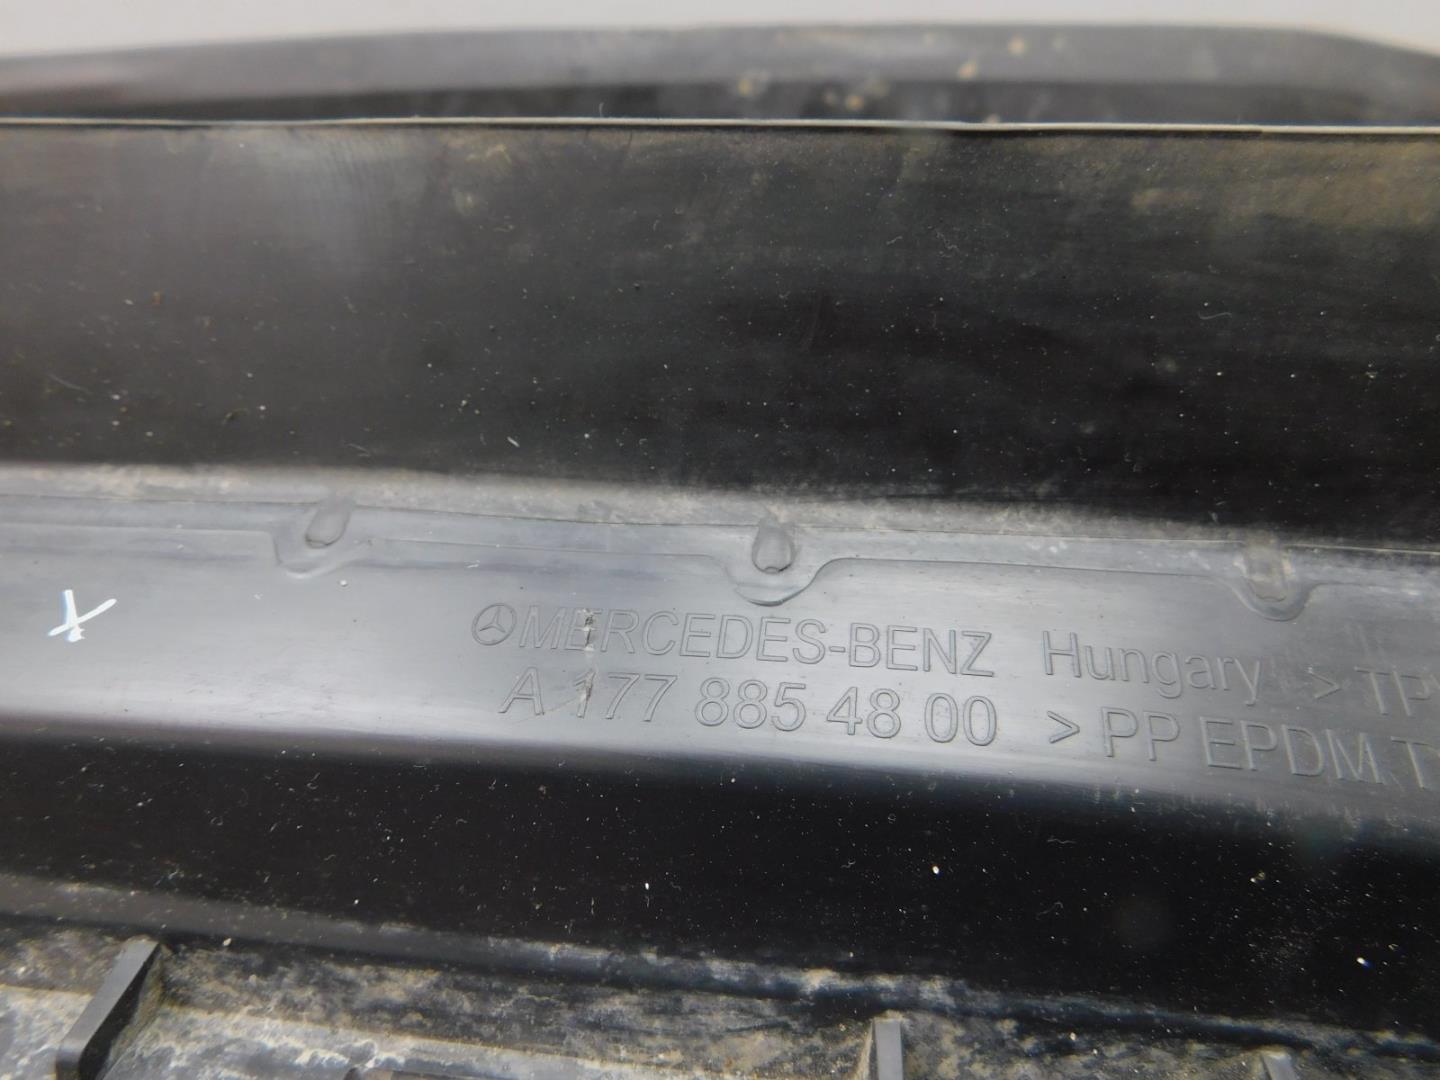 MERCEDES-BENZ Hungary > TP
A 177 885 48 00 > PP EPDM T
X